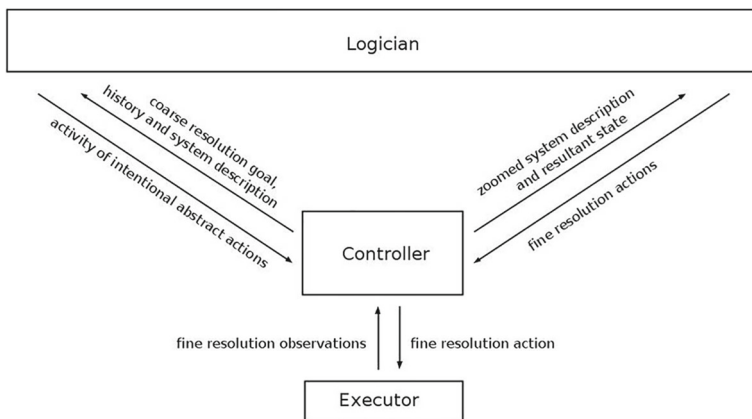 Logician
coarse resolution goal,
history and system description
activity of intentional abstract actions
zoomed system description
and resultant state
fine resolution actions
Controller
fine resolution observations
fine resolution action
Executor